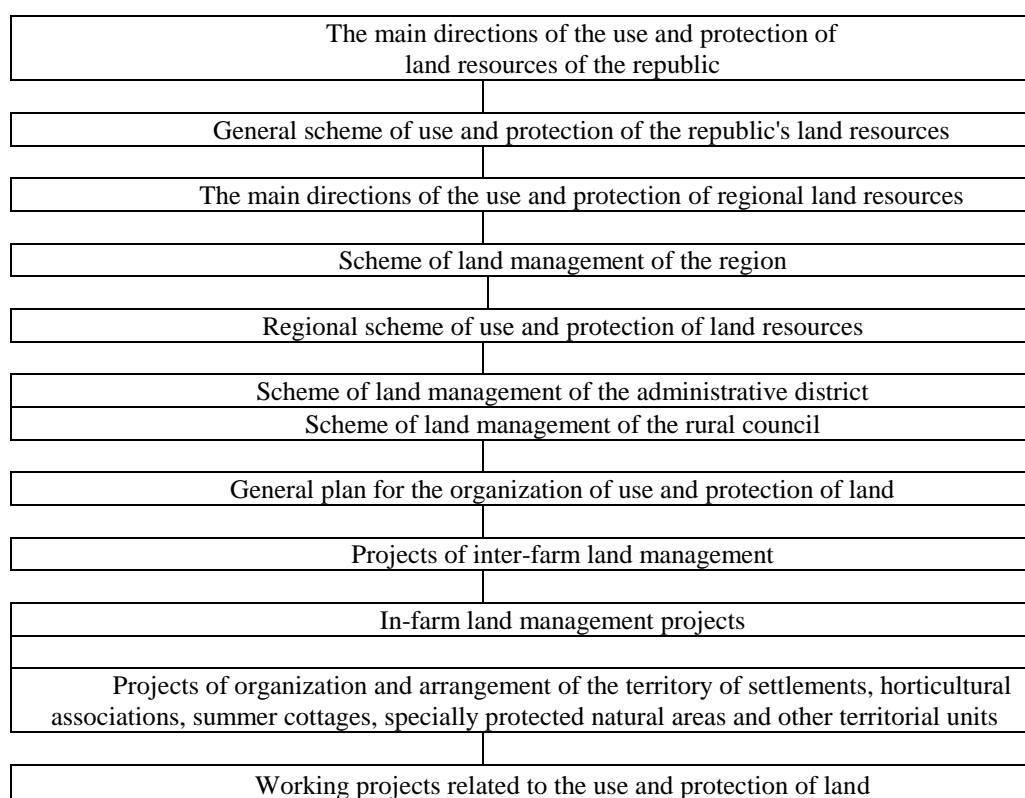 The main directions of the use and protection of
land resources of the republic
General scheme of use and protection of the republic's land resources
The main directions of the use and protection of regional land resources
Scheme of land management of the region
Regional scheme of use and protection of land resources
Scheme of land management of the administrative district
Scheme of land management of the rural council
General plan for the organization of use and protection of land
Projects of inter-farm land management
In-farm land management projects
Projects of organization and arrangement of the territory of settlements, horticultural
associations, summer cottages, specially protected natural areas and other territorial units
Working projects related to the use and protection of land